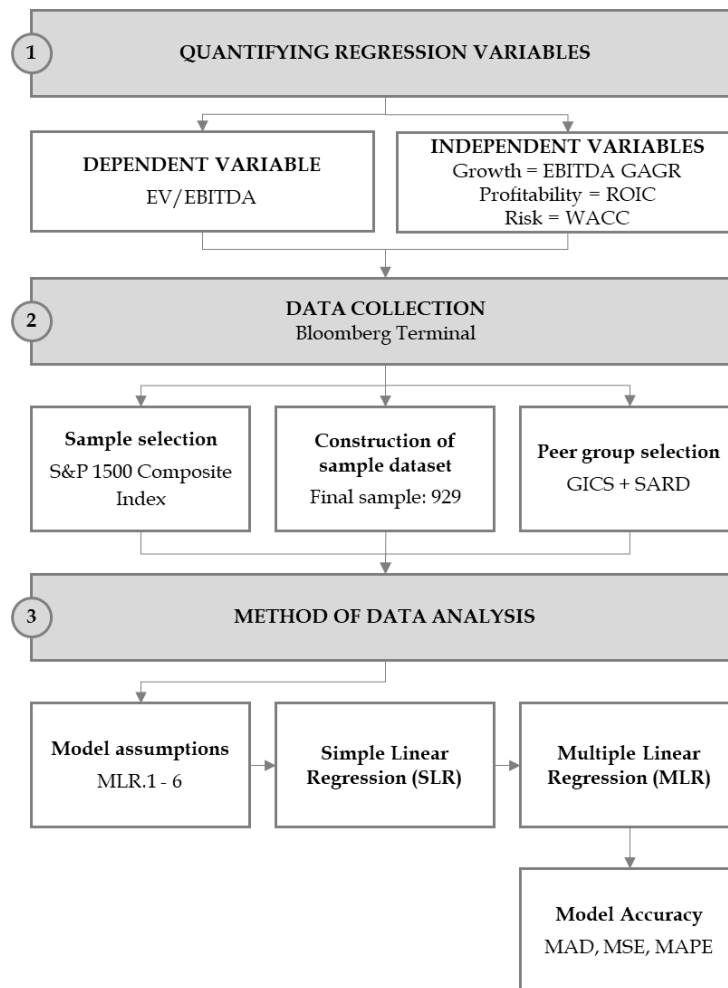 1
QUANTIFYING REGRESSION VARIABLES
DEPENDENT VARIABLE
EV/EBITDA
INDEPENDENT VARIABLES
Growth = EBITDA GAGR
Profitability = ROIC
Risk = WACC
2
DATA COLLECTION
Bloomberg Terminal
Sample selection
S&P 1500 Composite
Index
Construction of
sample dataset
Final sample: 929
Peer group selection
GICS + SARD
3
METHOD OF DATA ANALYSIS
Model assumptions
MLR.1 - 6
Simple Linear
Regression (SLR)
Multiple Linear
Regression (MLR)
Model Accuracy
MAD, MSE, MAPE